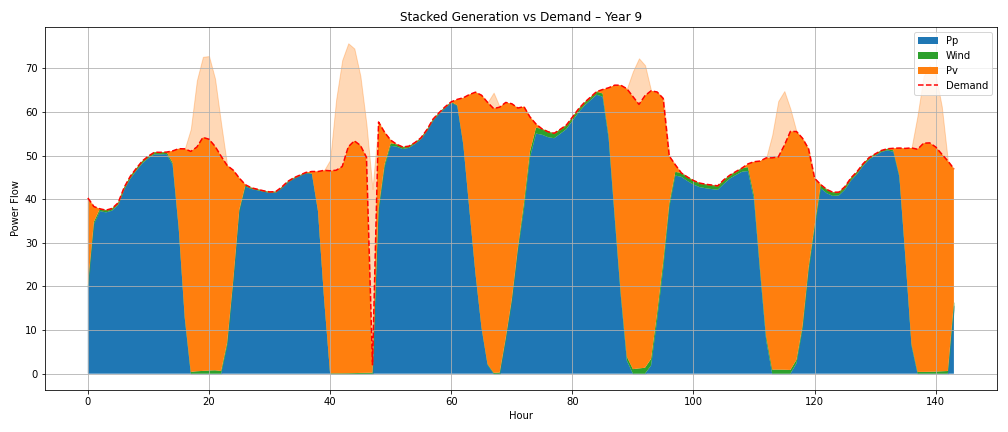 Stacked Generation vs Demand – Year 9
Pp
Wind
Pv
Demand
Power Flow
70
60
50
40
30
20
10
0
0 20 40 60 80 100 120 140
Hour